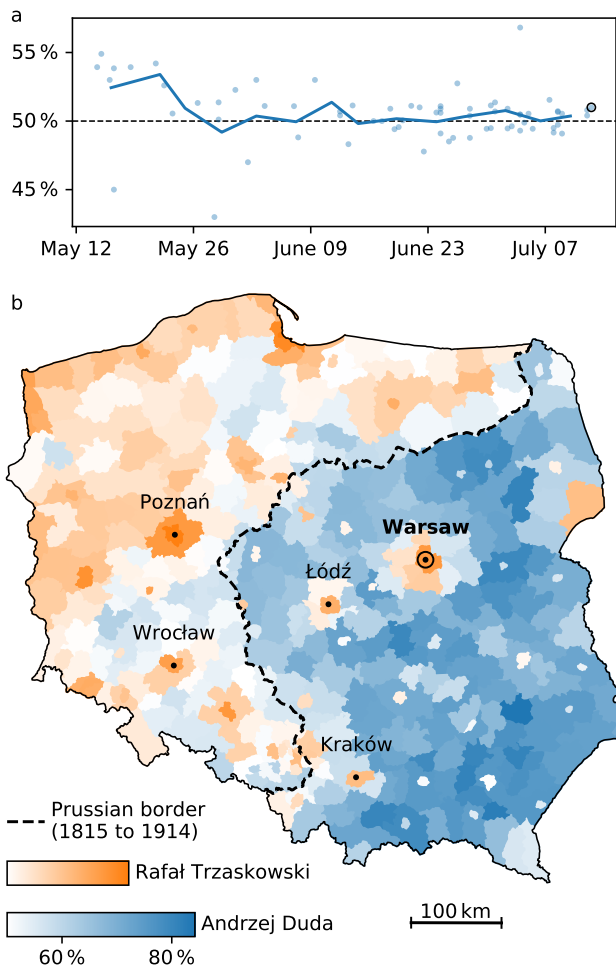 a
55 %
50 %
45 %
May 12
May 26
June 09
June 23
July 07
b
Poznań
Warsaw
Łódź
Wrocław
Kraków
Prussian border
(1815 to 1914)
Rafał Trzaskowski
Andrzej Duda
60 %
80 %
100 km